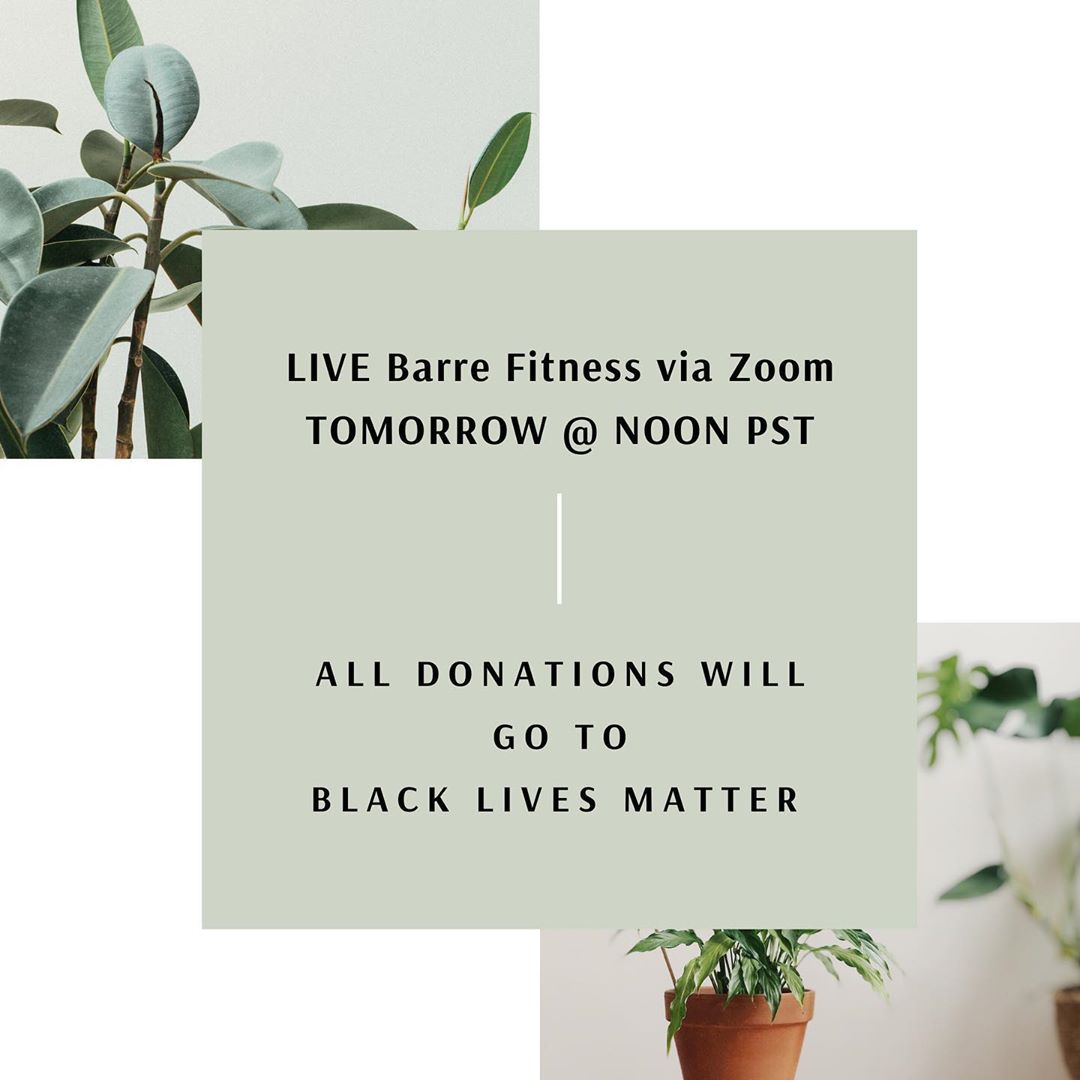 LIVE Barre Fitness via Zoom
TOMORROW @ NOON PST
ALL DONATIONS WILL
GO TO
BLACK LIVES MATTER